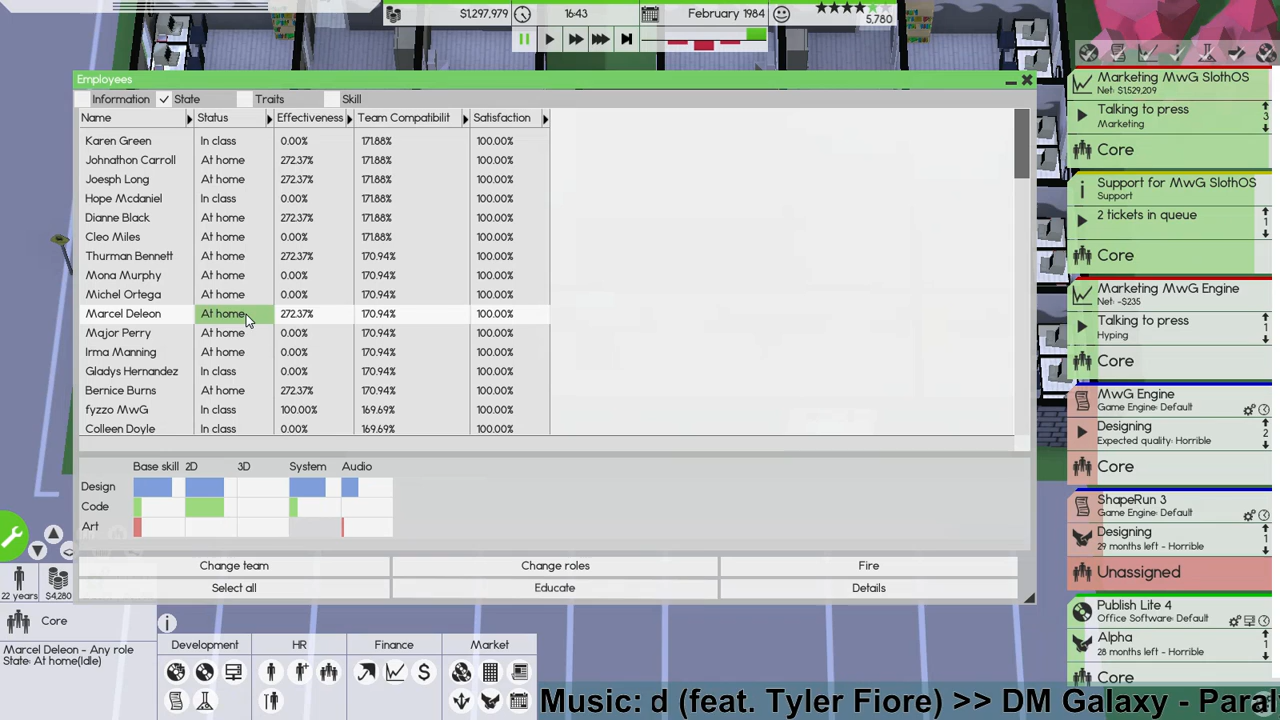 $1,297,979
16:43
February 1984
5,780
Employees
Information
State
Traits
Skill
Name Status Effectiveness Team Compatibilit Satisfaction
Karen Green In class 0.00% 171.88% 100.00%
Johnathon Carroll At home 272.37% 171.88% 100.00%
Joesph Long At home 272.37% 171.88% 100.00%
Hope Mcdaniel In class 0.00% 171.88% 100.00%
Dianne Black At home 272.37% 171.88% 100.00%
Cleo Miles At home 0.00% 171.88% 100.00%
Thurman Bennett At home 272.37% 170.94% 100.00%
Mona Murphy At home 0.00% 170.94% 100.00%
Michel Ortega At home 0.00% 170.94% 100.00%
Marcel Deleon At home 272.37% 170.94% 100.00%
Major Perry At home 0.00% 170.94% 100.00%
Irma Manning At home 0.00% 170.94% 100.00%
Gladys Hernandez In class 0.00% 170.94% 100.00%
Bernice Burns At home 272.37% 170.94% 100.00%
fyzzo MwG In class 100.00% 169.69% 100.00%
Colleen Doyle In class 0.00% 169.69% 100.00%
Base skill 2D 3D System Audio
Design
Code
Art
Change team Change roles Fire
Select all Educate Details
Marketing MwG SlothOS
Net: $1,529,209
Talking to press
Marketing
3
Core
Support for MwG SlothOS
Support
2 tickets in queue
1
Core
Marketing MwG Engine
Net: -$235
Talking to press
Hyping
1
Core
MwG Engine
Game Engine: Default
Designing
Expected quality: Horrible
2
Core
ShapeRun 3
Game Engine: Default
Designing
29 months left - Horrible
1
Unassigned
Publish Lite 4
Office Software: Default
Alpha
28 months left - Horrible
1
Core
22 years
$4,280
Core
Marcel Deleon - Any role
State: At home(Idle)
Development HR Finance Market
Music: d (feat. Tyler Fiore) >> DM Galaxy - Paral